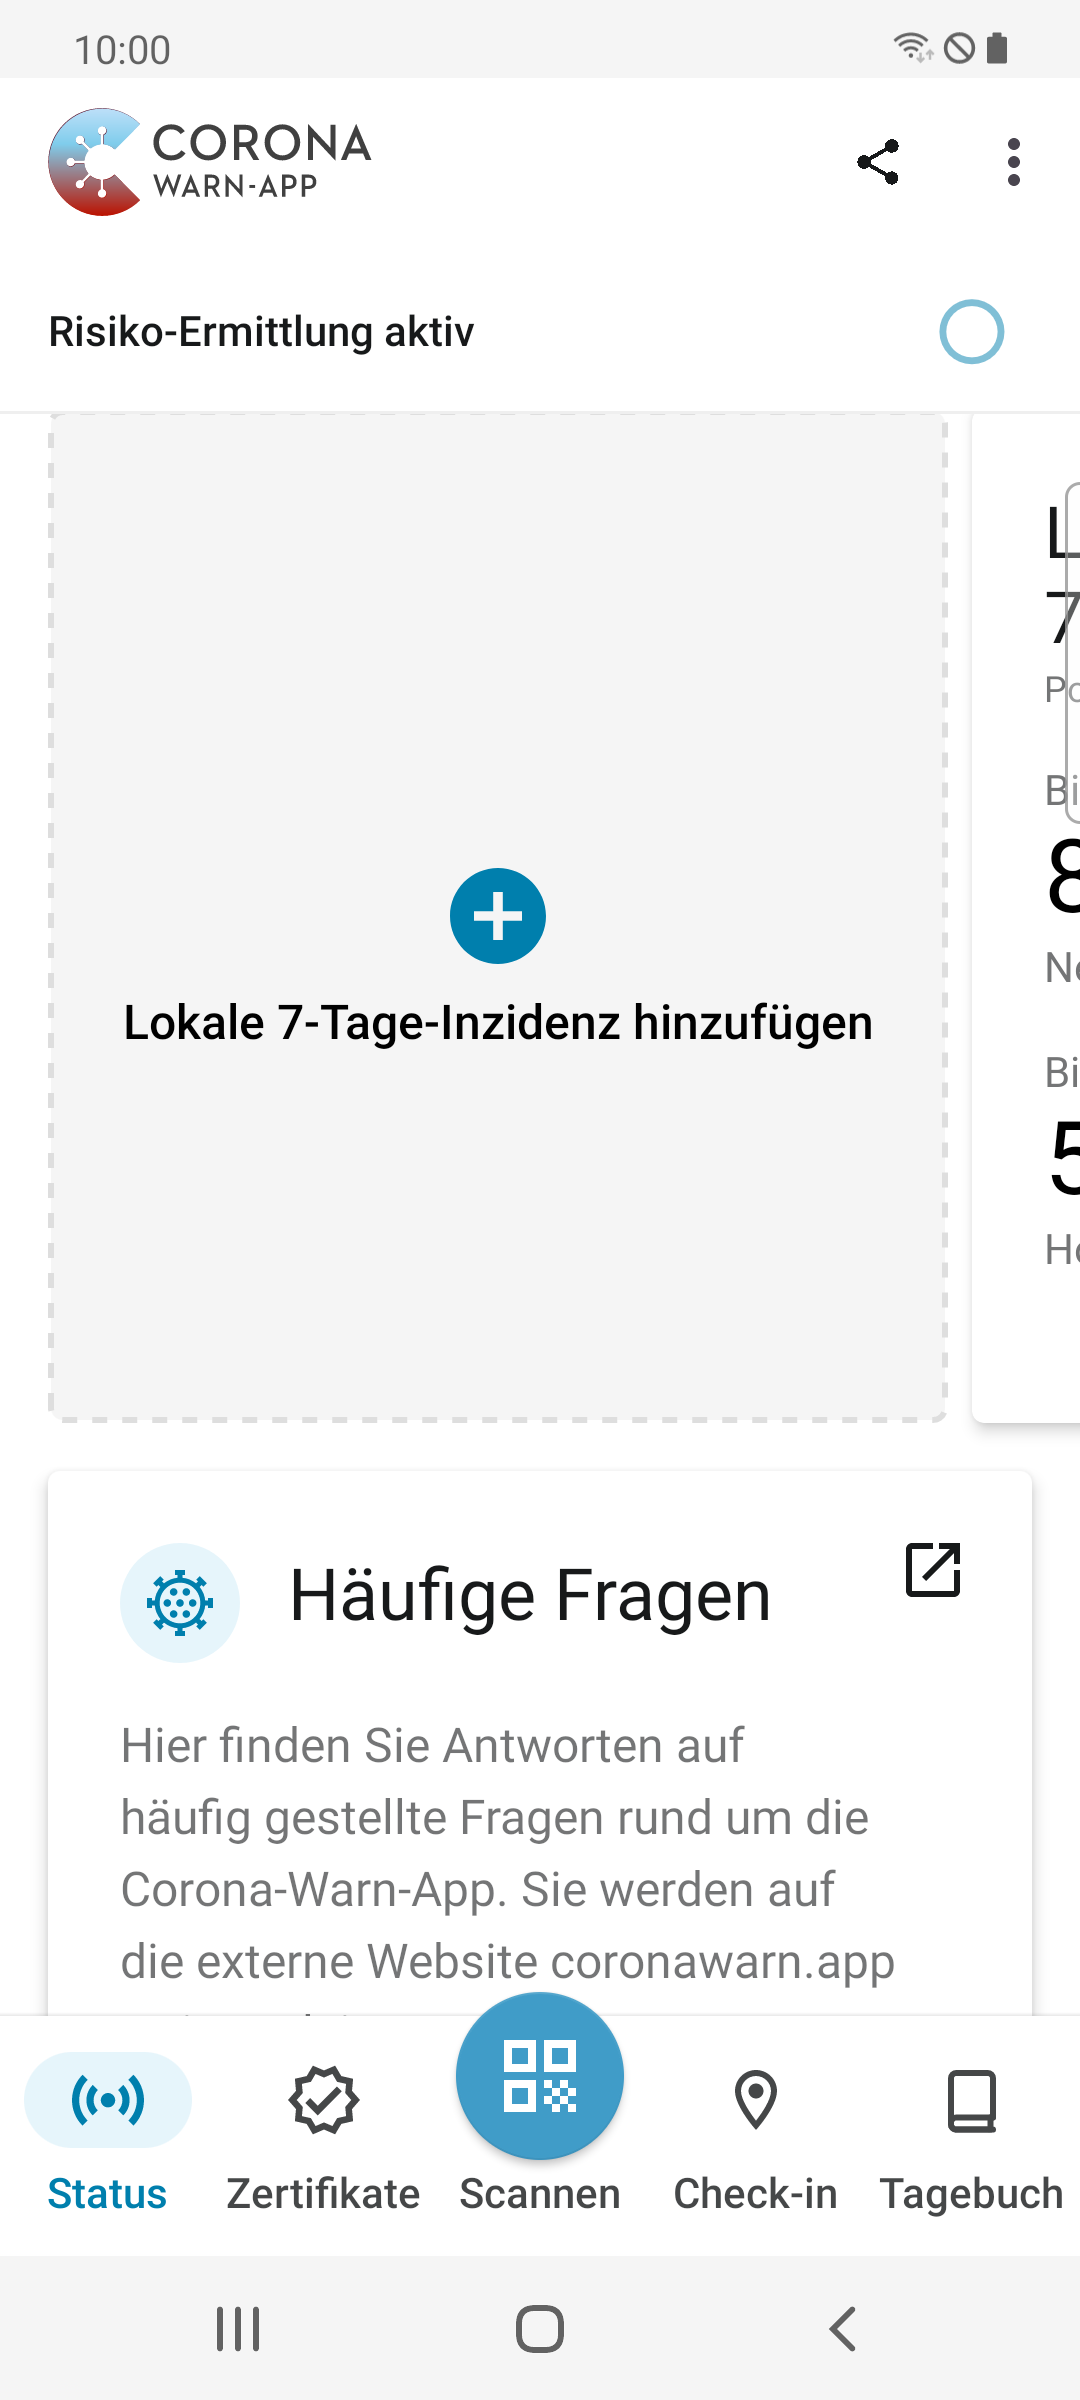 10:00
CORONA
WARN-APP
Risiko-Ermittlung aktiv
Lokale 7-Tage-Inzidenz hinzufügen
Häufige Fragen
Hier finden Sie Antworten auf
häufig gestellte Fragen rund um die
Corona-Warn-App. Sie werden auf
die externe Website coronawarn.app
Status
Zertifikate
Scannen
Check-in
Tagebuch